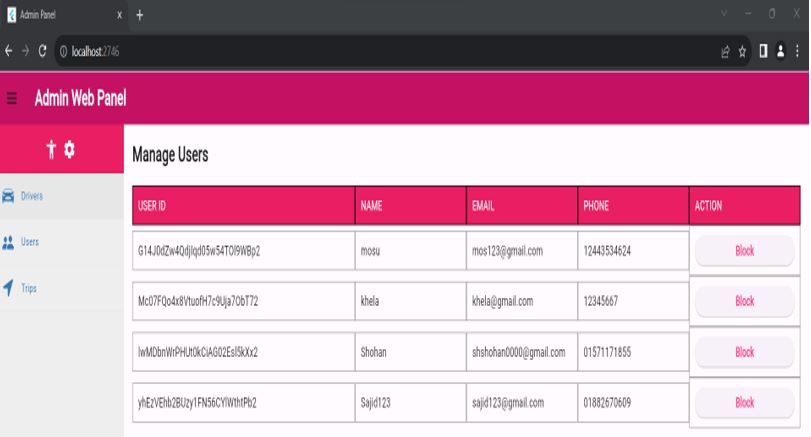 Admin Panel
localhost:2746
Admin Web Panel
Drivers
Users
Trips
Manage Users
USER ID NAME EMAIL PHONE ACTION
G14J0dZw4Qdjlqd05w54TOl9WBp2 mosu mos123@gmail.com 12443534624 Block
Mc07FQo4x8VtuofH7c9Uja7ObT72 khela khela@gmail.com 12345667 Block
lwMDbnWrPHUt0kCiAG02EsI5kXx2 Shohan shshohan0000@gmail.com 01571171855 Block
yhEzVEhb2BUzy1FN56CYlWthtPb2 Sajid123 sajid123@gmail.com 01882670609 Block